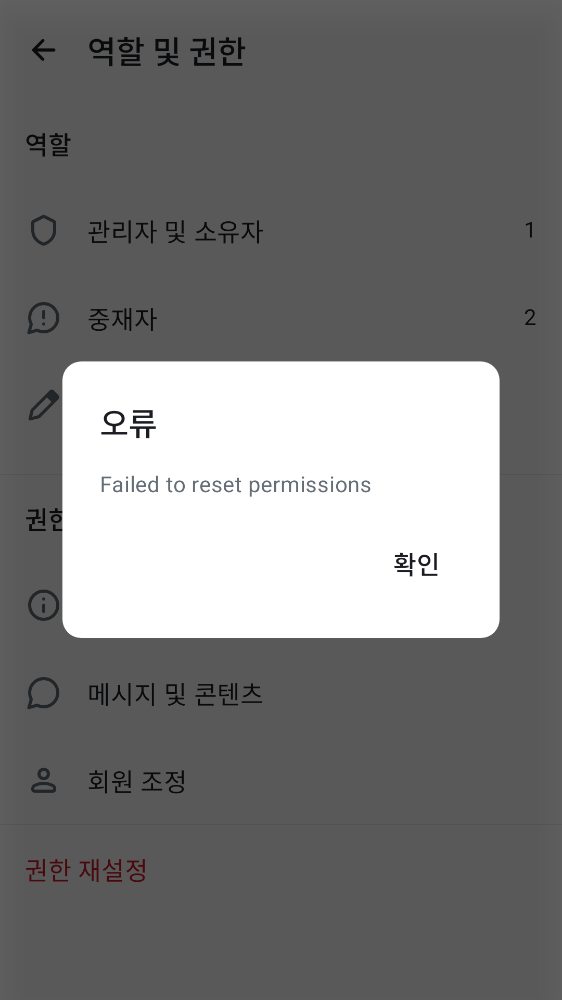 역할 및 권한
역할
관리자 및 소유자 1
중재자 2
오류
Failed to reset permissions
확인
메시지 및 콘텐츠
회원 조정
권한 재설정